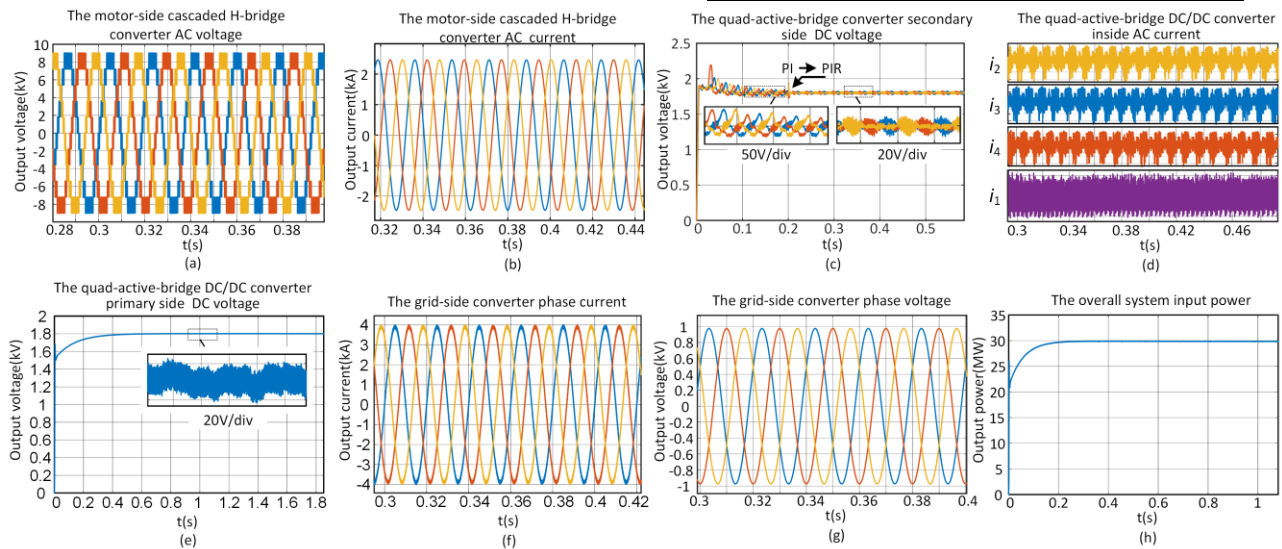 The motor-side cascaded H-bridge
converter AC voltage
Output voltage(kV)
10
8
6
4
2
0
-2
-4
-6
-8
0.28 0.30 0.32 0.34 0.36 0.38
t(s)
(a)
The motor-side cascaded H-bridge
converter AC current
Output current(kA)
2
1
0
-1
-2
0.32 0.34 0.36 0.38 0.40 0.42 0.44
t(s)
(b)
The quad-active-bridge converter secondary
side DC voltage
Output voltage(kV)
2.5
2
1.5
1
0.5
0
PI PIR
50V/div
20V/div
0 0.1 0.2 0.3 0.4 0.5
t(s)
(c)
The quad-active-bridge DC/DC converter
inside AC current
i2
i3
i4
i1
0.3 0.32 0.36 0.4 0.42 0.46
t(s)
(d)
The quad-active-bridge DC/DC converter
primary side DC voltage
Output voltage(kV)
2
1.8
1.6
1.4
1.2
1
0.8
0.6
0.4
0.2
0
20V/div
0 0.2 0.4 0.6 0.8 1 1.2 1.4 1.6 1.8
t(s)
(e)
The grid-side converter phase current
Output current(kA)
4
3
2
1
0
-1
-2
-3
-4
0.3 0.32 0.34 0.36 0.38 0.4 0.42
t(s)
(f)
The grid-side converter phase voltage
Output voltage(kV)
1
0.8
0.6
0.4
0.2
0
-0.2
-0.4
-0.6
-0.8
-1
0.3 0.32 0.34 0.36 0.38 0.4
t(s)
(g)
The overall system input power
Output power(MW)
35
30
25
20
15
10
5
0
0 0.2 0.4 0.6 0.8 1
t(s)
(h)